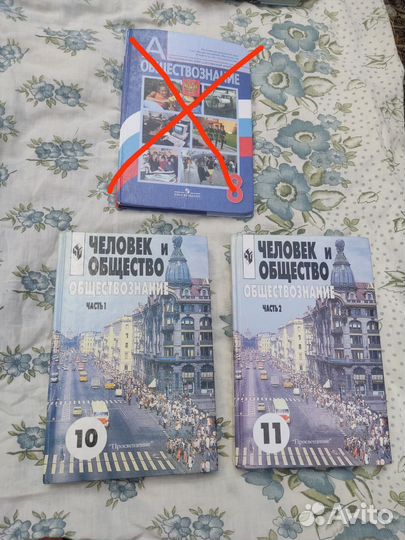 ОБЩЕСТВОЗНАНИЕ
8
ЧЕЛОВЕК и
ОБЩЕСТВО
ОБЩЕСТВОЗНАНИЕ
ЧАСТЬ 1
10
"Просвещение"
ЧЕЛОВЕК и
ОБЩЕСТВО
ОБЩЕСТВОЗНАНИЕ
ЧАСТЬ 2
11
"Просвещение"
Avito